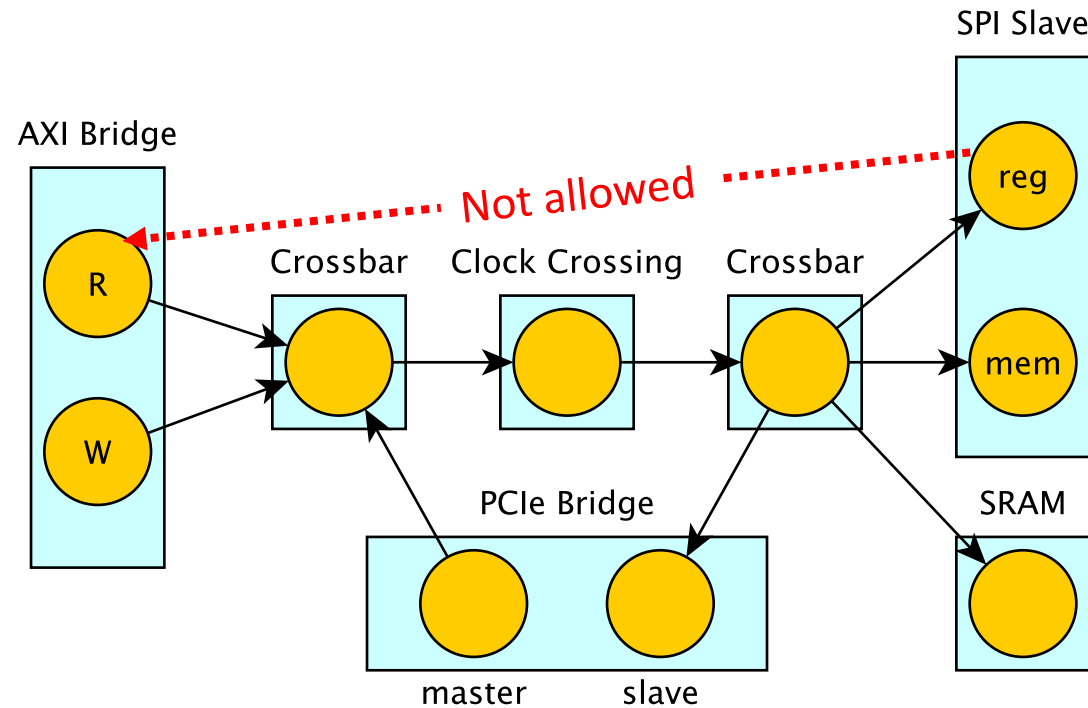 SPI Slave
AXI Bridge
reg
Not allowed
R
Crossbar
Clock Crossing
Crossbar
mem
W
PCIe Bridge
SRAM
master
slave